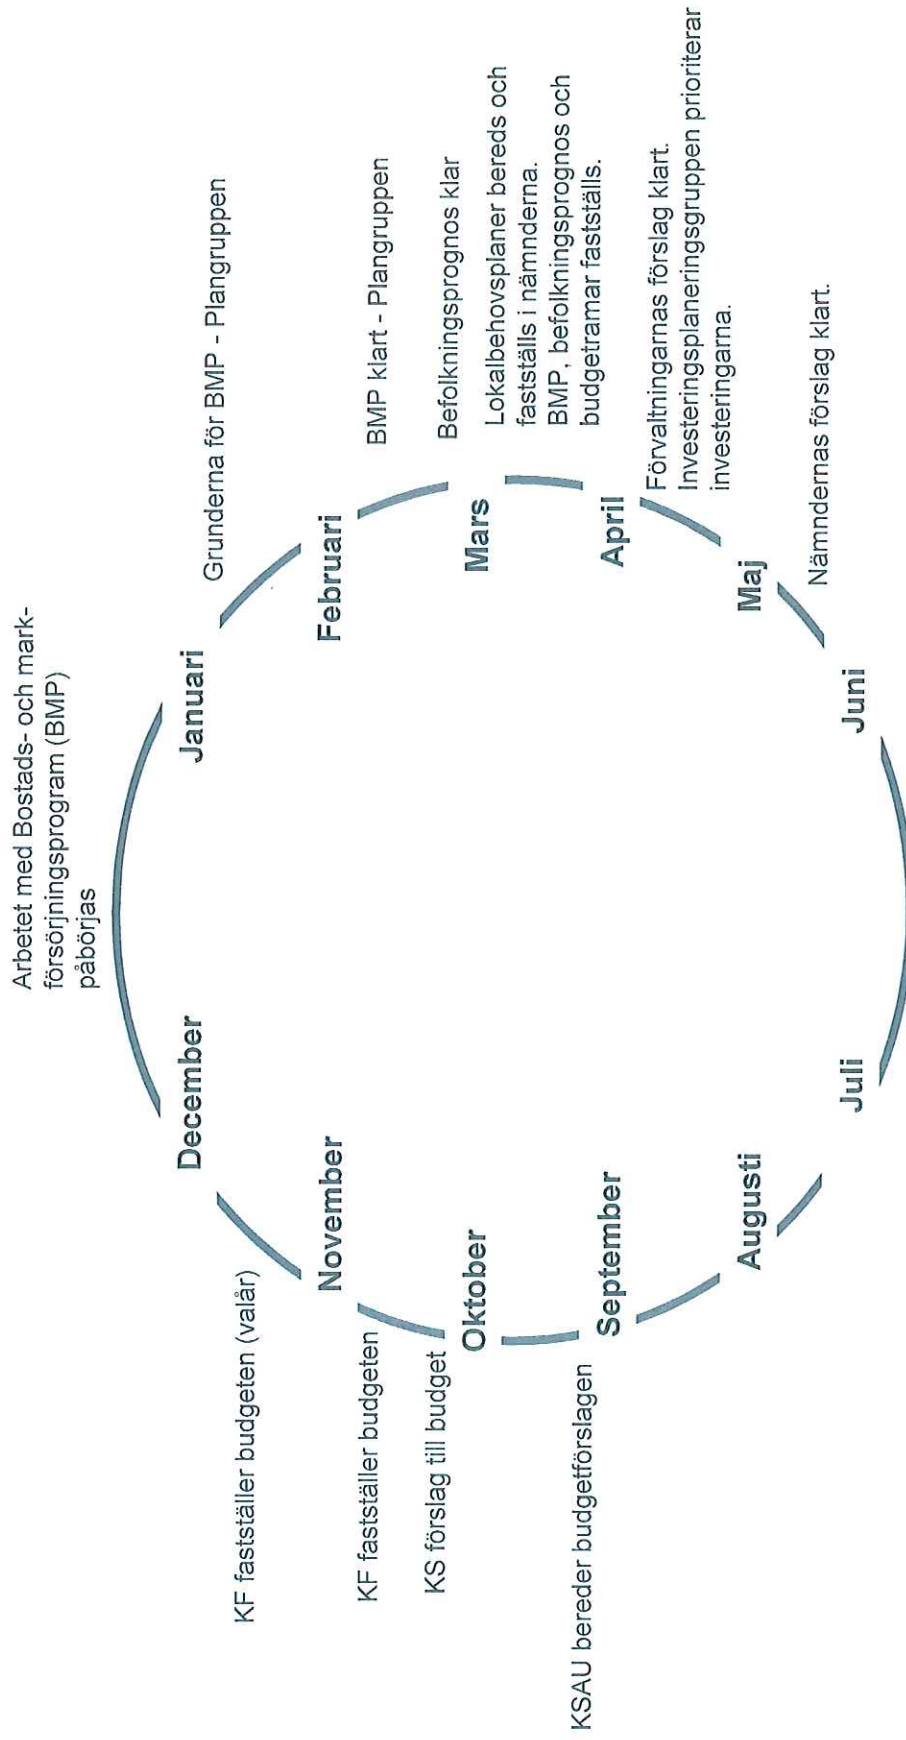 Arbetet med Bostads- och mark-
försörjningsprogram (BMP)
påbörjas
Januari
Grunderna för BMP - Plangruppen
Februari
BMP klart - Plangruppen
Mars
Befolkningsprognos klar
Lokalbehovsplaner bereds och
fastställs i nämnderna.
BMP, befolkningsprognos och
budgetramar fastställs.
April
Förvaltningarnas förslag klart.
Investeringsplaneringsgruppen prioriterar
investeringarna.
Maj
Nämndernas förslag klart.
Juni
Juli
Augusti
September
KSAU bereder budgetförslagen
Oktober
KS förslag till budget
KF fastställer budgeten
November
KF fastställer budgeten (valår)
December